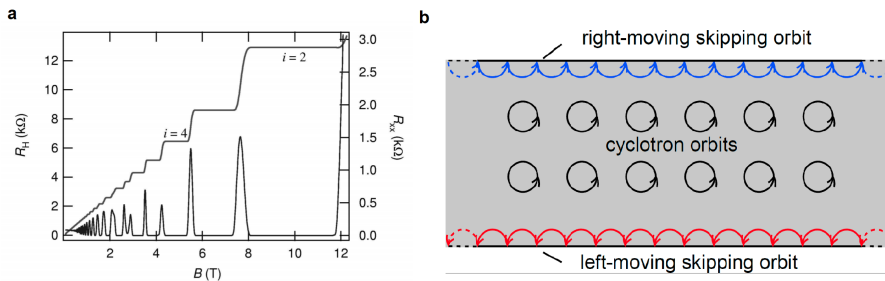 a
b
12
10
8
6
4
2
0
R_H (kΩ)
i = 2
i = 4
3.0
2.5
2.0
1.5
1.0
0.5
0.0
R_xx (kΩ)
2
4
6
8
10
12
B (T)
right-moving skipping orbit
cyclotron orbits
left-moving skipping orbit